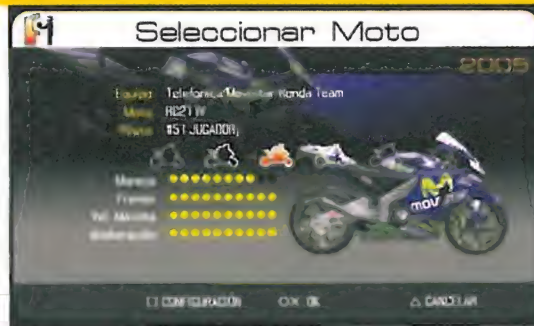 Seleccionar Moto
2005
Equipo Telefonica Movistar Honda Team
Moto RC211V
Piloto #51 JUGADOR1
Manejo
Frenos
Vel. Máxima
Aceleración
MOV
□ CONFIGURACIÓN O✕ OK △ CANCELAR